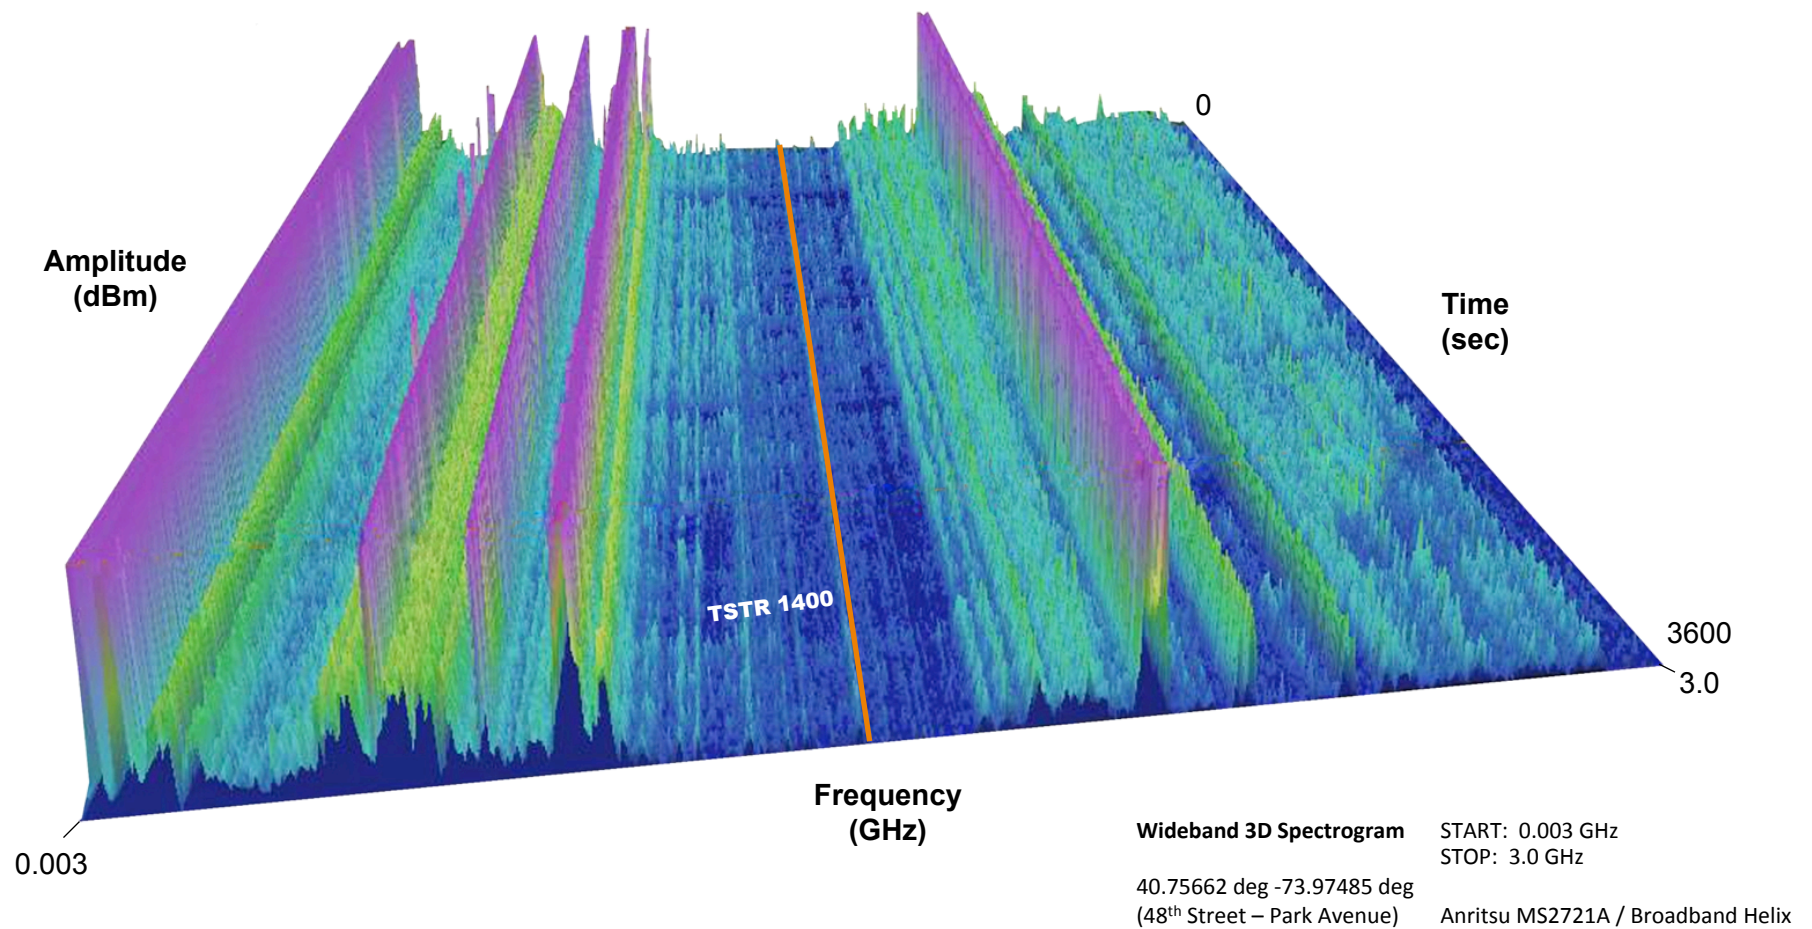 0
Amplitude
(dBm)
Time
(sec)
TSTR 1400
3600
3.0
Frequency
(GHz)
0.003
Wideband 3D Spectrogram
START: 0.003 GHz
STOP: 3.0 GHz
40.75662 deg -73.97485 deg
(48th Street – Park Avenue)
Anritsu MS2721A / Broadband Helix